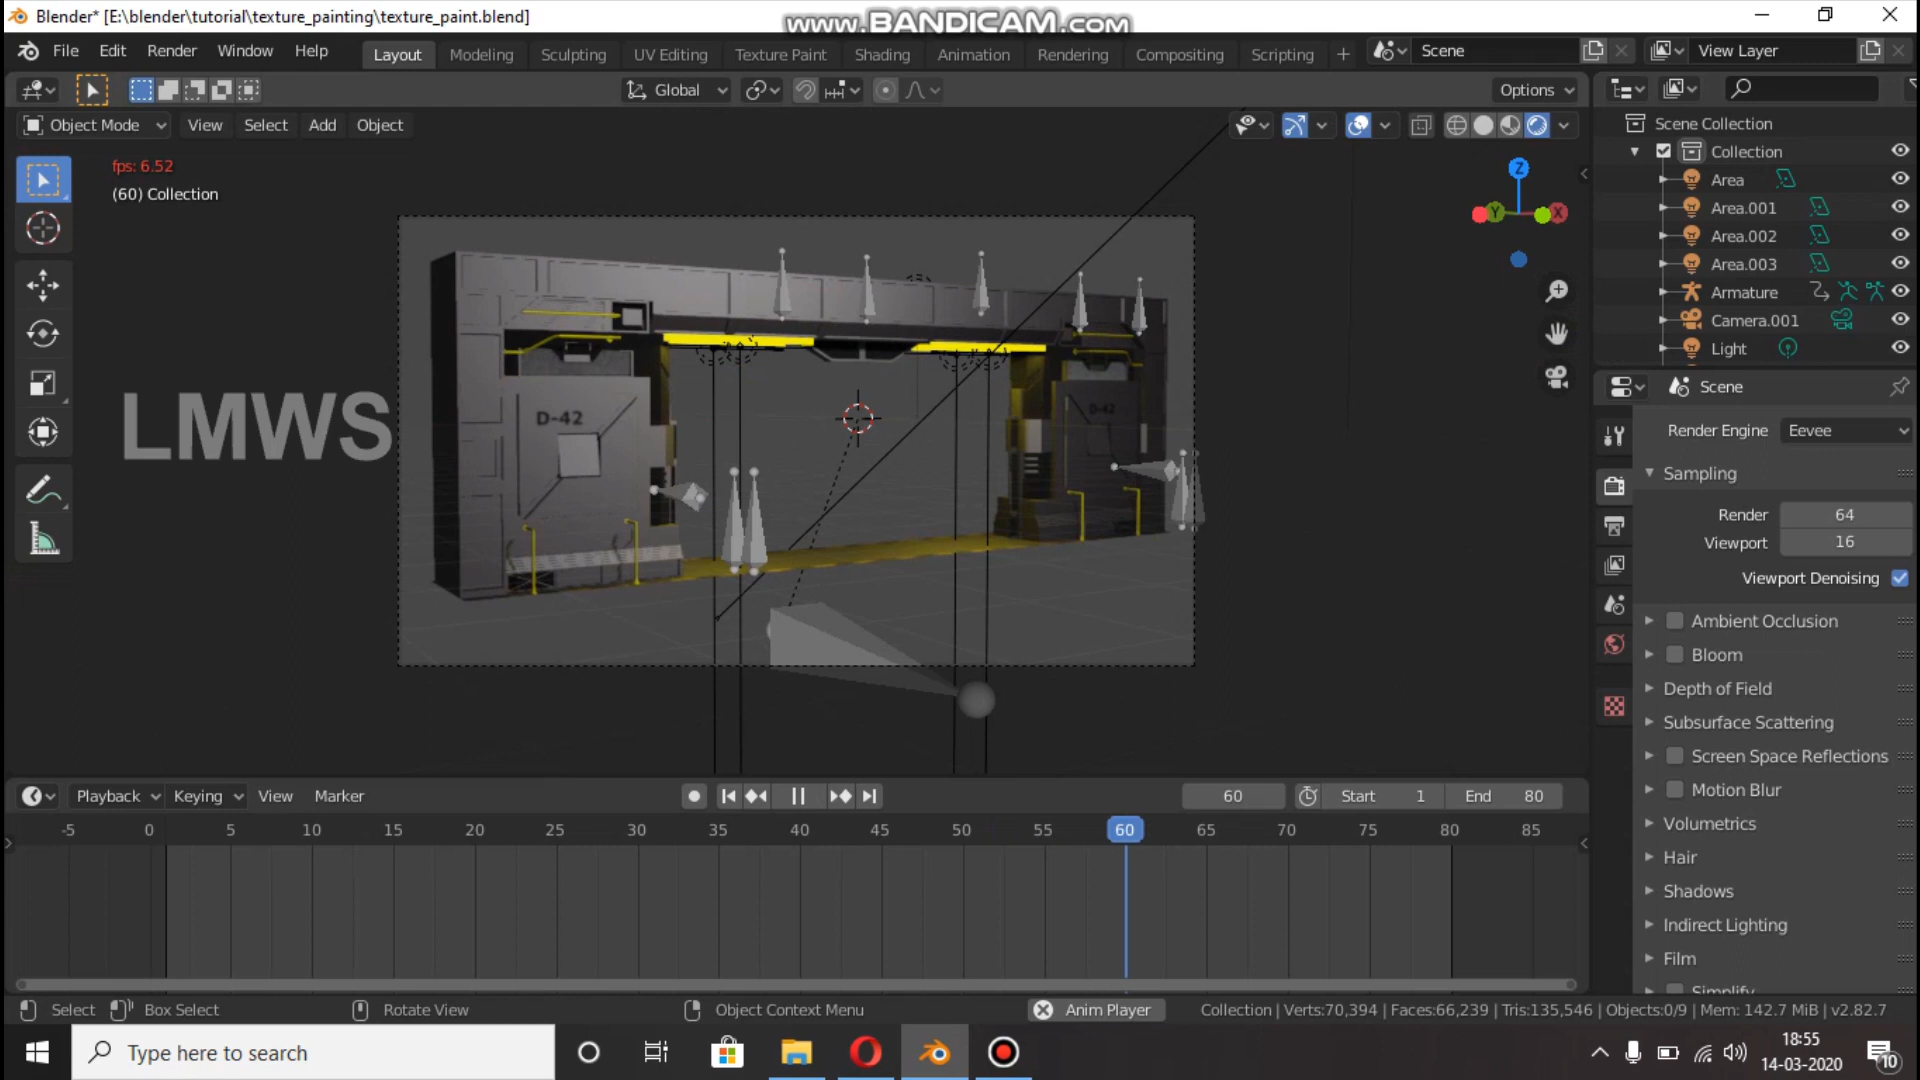 Blender* [E:\blender\tutorial\texture_painting\texture_paint.blend]
www.BANDICAM.com
File Edit Render Window Help
Layout Modeling Sculpting UV Editing Texture Paint Shading Animation Rendering Compositing Scripting +
Scene
View Layer
Global
Options
Object Mode View Select Add Object
fps: 6.52
(60) Collection
Z
Y
X
LMWS
D-42
D-42
Scene Collection
Collection
Area
Area.001
Area.002
Area.003
Armature
Camera.001
Light
Scene
Render Engine Eevee
Sampling
Render 64
Viewport 16
Viewport Denoising
Ambient Occlusion
Bloom
Depth of Field
Subsurface Scattering
Screen Space Reflections
Motion Blur
Volumetrics
Hair
Shadows
Indirect Lighting
Film
Simplify
Playback Keying View Marker
60
Start 1
End 80
-5 0 5 10 15 20 25 30 35 40 45 50 55 60 65 70 75 80 85
Select Box Select Rotate View Object Context Menu Anim Player
Collection | Verts:70,394 | Faces:66,239 | Tris:135,546 | Objects:0/9 | Mem: 142.7 MiB | v2.82.7
Type here to search
18:55
14-03-2020
10